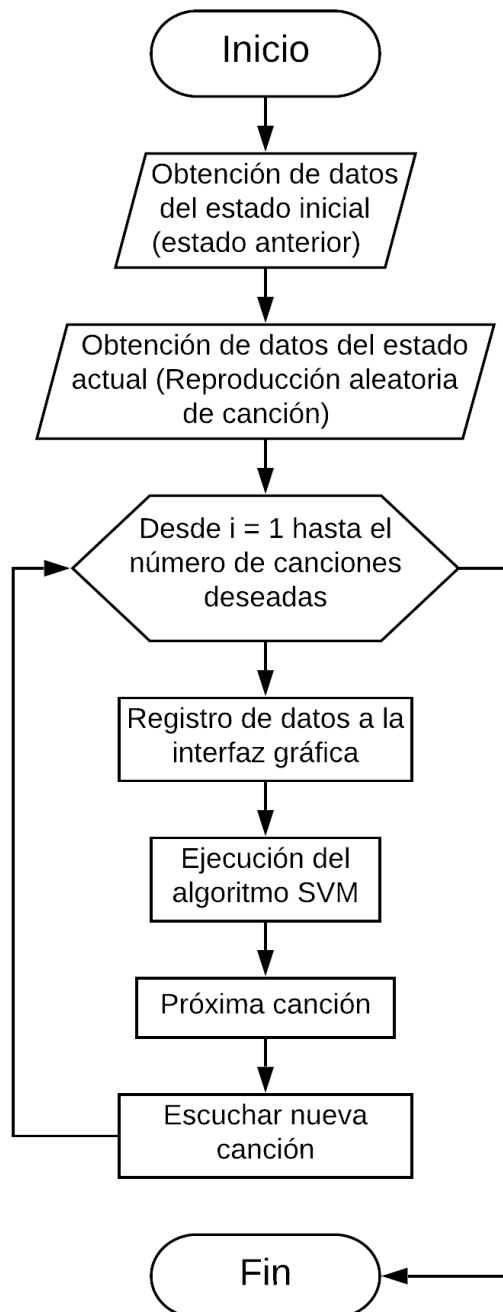 Inicio
Obtención de datos
del estado inicial
(estado anterior)
Obtención de datos del estado
actual (Reproducción aleatoria
de canción)
Desde i = 1 hasta el
número de canciones
deseadas
Registro de datos a la
interfaz gráfica
Ejecución del
algoritmo SVM
Próxima canción
Escuchar nueva
canción
Fin